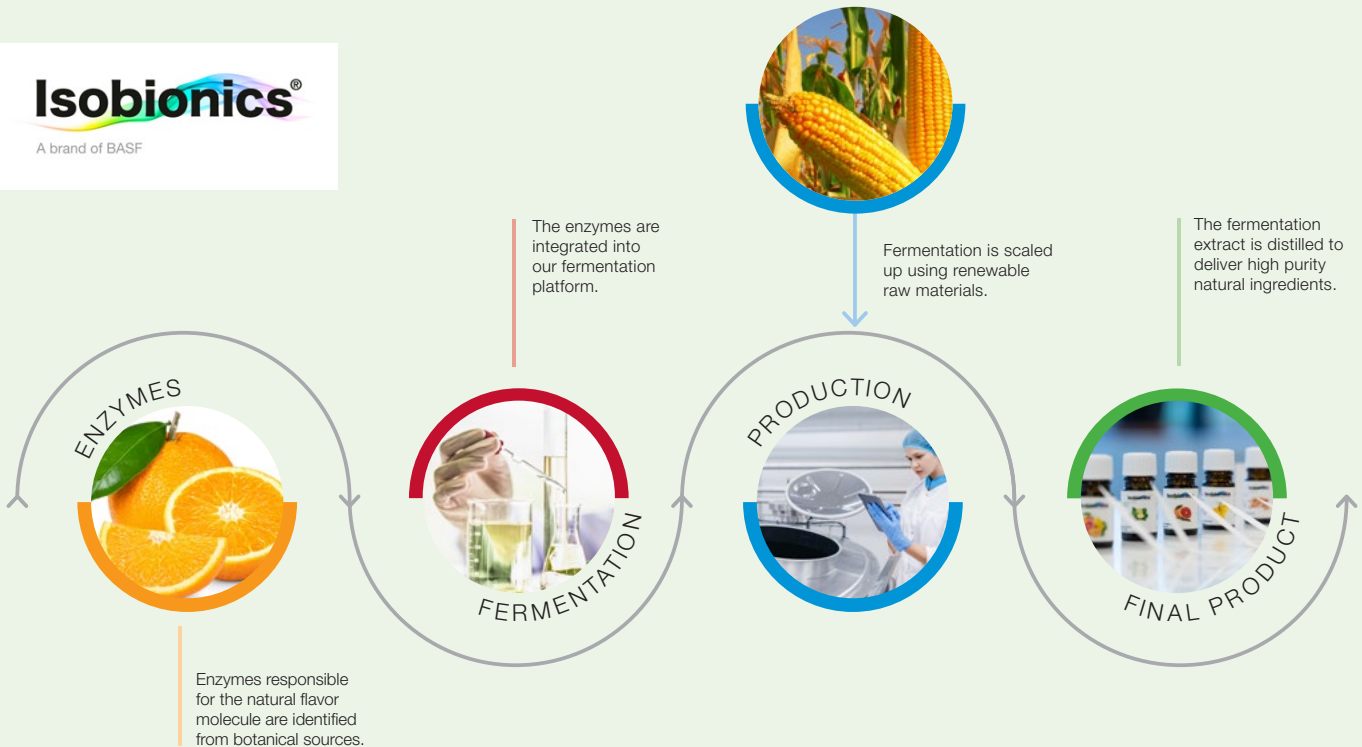 Isobionics®
A brand of BASF
The enzymes are
integrated into
our fermentation
platform.
Fermentation is scaled
up using renewable
raw materials.
The fermentation
extract is distilled to
deliver high purity
natural ingredients.
ENZYMES
FERMENTATION
PRODUCTION
FINAL PRODUCT
Enzymes responsible
for the natural flavor
molecule are identified
from botanical sources.